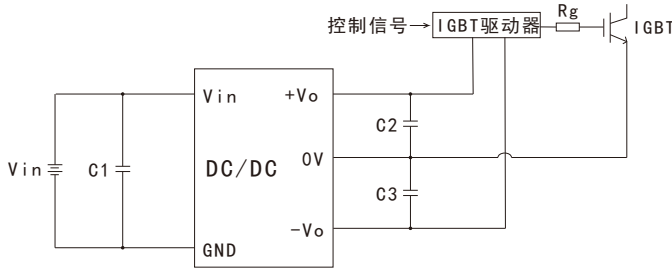 控制信号
IGBT驱动器
Rg
IGBT
Vin
C1
Vin
+Vo
DC/DC
0V
GND
-Vo
C2
C3